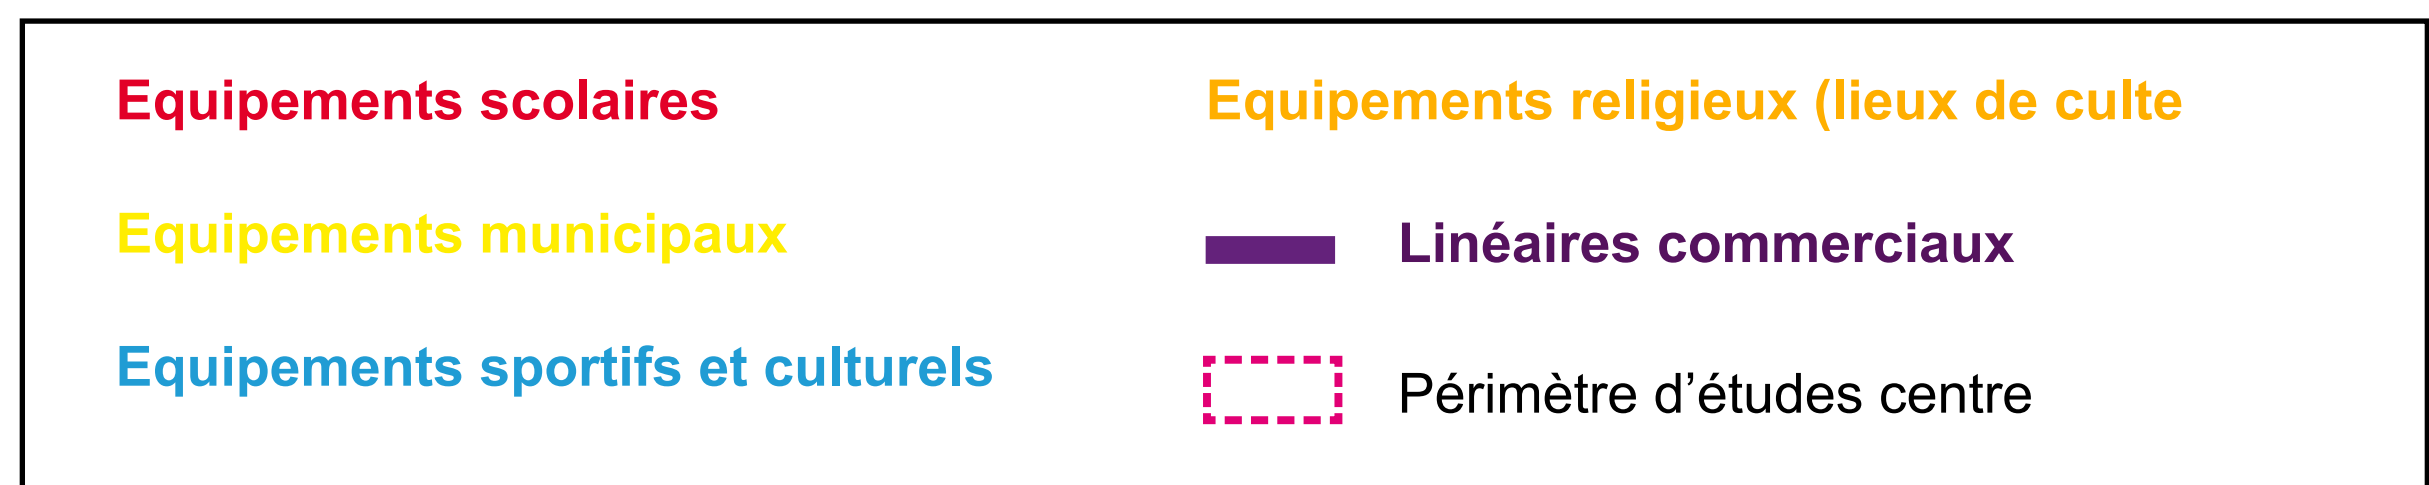 Equipements scolaires
Equipements municipaux
Equipements sportifs et culturels
Equipements religieux (lieux de culte
Linéaires commerciaux
Périmètre d’études centre